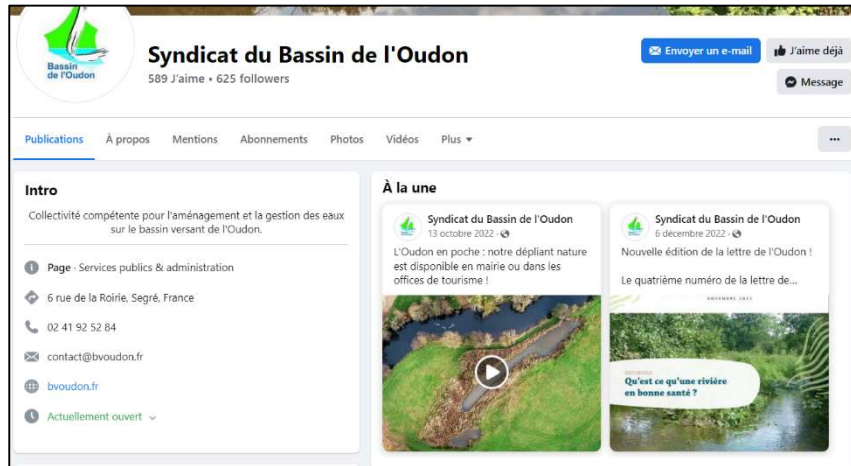 Bassin
de l'Oudon
Syndicat du Bassin de l'Oudon
589 J'aime • 625 followers
Envoyer un e-mail
J'aime déjà
Message
Publications
À propos
Mentions
Abonnements
Photos
Vidéos
Plus
...
Intro
Collectivité compétente pour l'aménagement et la gestion des eaux
sur le bassin versant de l'Oudon.
Page · Services publics & administration
6 rue de la Roirie, Segré, France
02 41 92 52 84
contact@bvoudon.fr
bvoudon.fr
Actuellement ouvert
À la une
Syndicat du Bassin de l'Oudon
13 octobre 2022 ·
L'Oudon en poche : notre dépliant nature
est disponible en mairie ou dans les
offices de tourisme !
Syndicat du Bassin de l'Oudon
6 décembre 2022 ·
Nouvelle édition de la lettre de l'Oudon !
Le quatrième numéro de la lettre de...
NOVEMBRE 2022
Qu'est ce qu'une rivière
en bonne santé ?